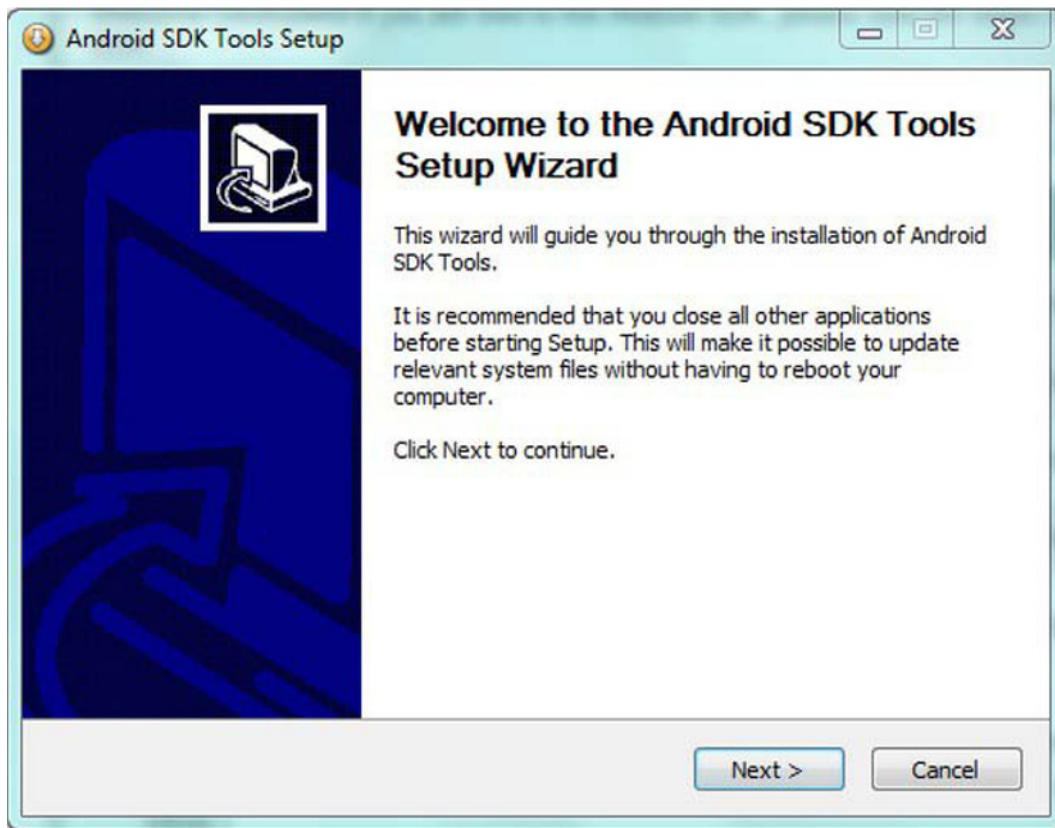 Android SDK Tools Setup
Welcome to the Android SDK Tools
Setup Wizard
This wizard will guide you through the installation of Android
SDK Tools.
It is recommended that you close all other applications
before starting Setup. This will make it possible to update
relevant system files without having to reboot your
computer.
Click Next to continue.
Next >
Cancel